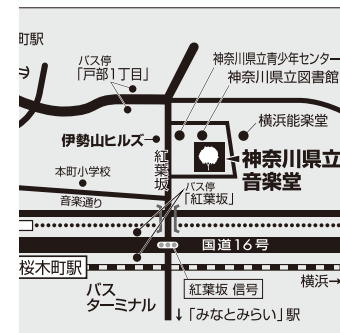 町駅
バス停
「戸部1丁目」
神奈川県立青少年センター
神奈川県立図書館
横浜能楽堂
伊勢山ヒルズ
紅葉坂
神奈川県立
音楽堂
本町小学校
音楽通り
バス停
「紅葉坂」
国道16号
桜木町駅
横浜→
バス
ターミナル
紅葉坂 信号
↓「みなとみらい」駅